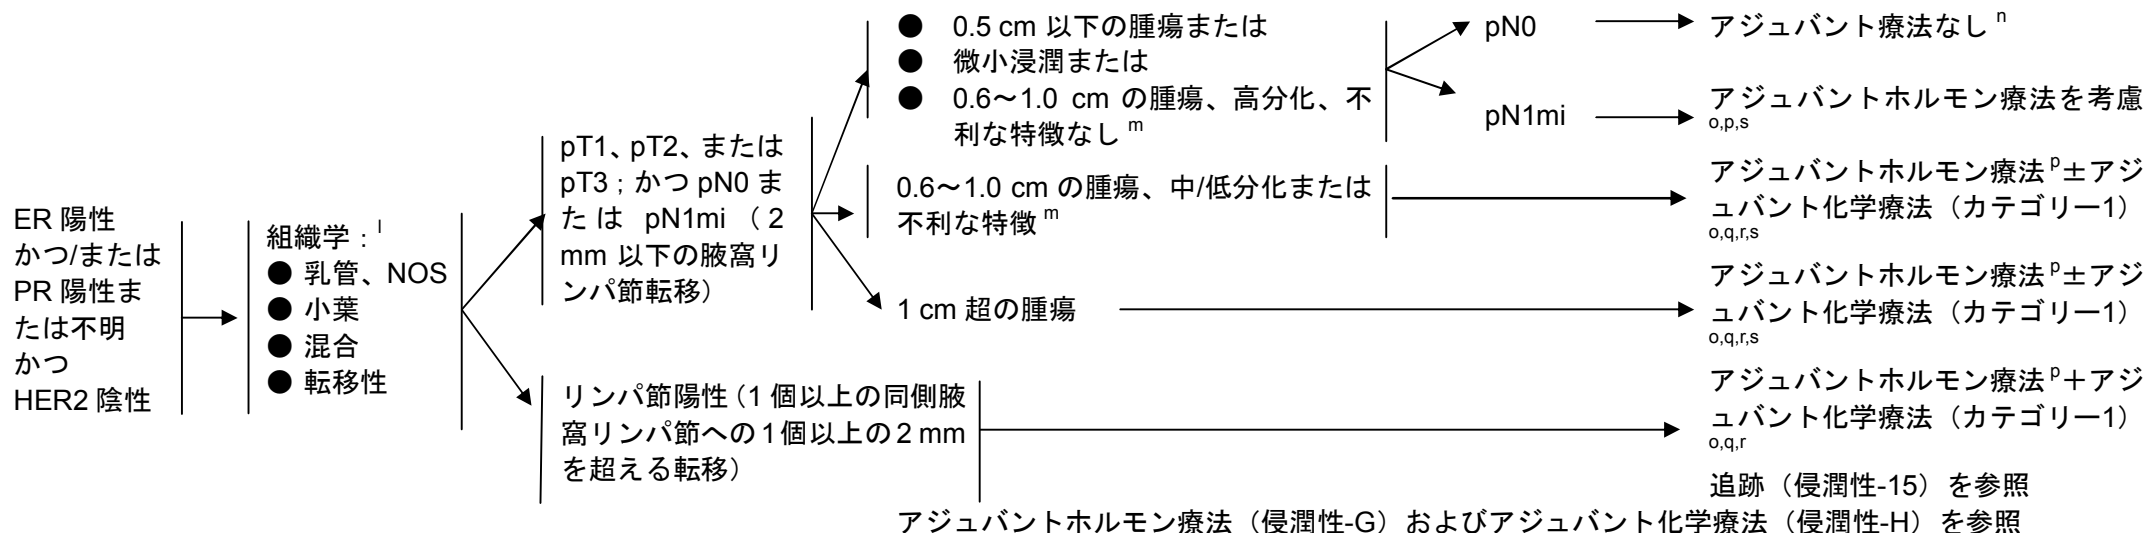 ER 陽性
かつ/または
PR 陽性ま
たは不明
かつ
HER2 陰性
組織学：l
● 乳管、NOS
● 小葉
● 混合
● 転移性
pT1、pT2、または
pT3；かつ pN0 ま
たは pN1mi（2
mm 以下の腋窩リ
ンパ節転移）
リンパ節陽性（1 個以上の同側腋
窩リンパ節への 1 個以上の 2 mm
を超える転移）
● 0.5 cm 以下の腫瘍または
● 微小浸潤または
● 0.6～1.0 cm の腫瘍、高分化、不
利な特徴なし m
0.6～1.0 cm の腫瘍、中/低分化または
不利な特徴 m
1 cm 超の腫瘍
pN0
pN1mi
アジュバント療法なし n
アジュバントホルモン療法を考慮
o,p,s
アジュバントホルモン療法 p±アジ
ュバント化学療法（カテゴリー1）
o,q,r,s
アジュバントホルモン療法 p±アジ
ュバント化学療法（カテゴリー1）
o,q,r,s
アジュバントホルモン療法 p＋アジ
ュバント化学療法（カテゴリー1）
o,q,r
追跡（侵潤性-15）を参照
アジュバントホルモン療法（侵潤性-G）およびアジュバント化学療法（侵潤性-H）を参照